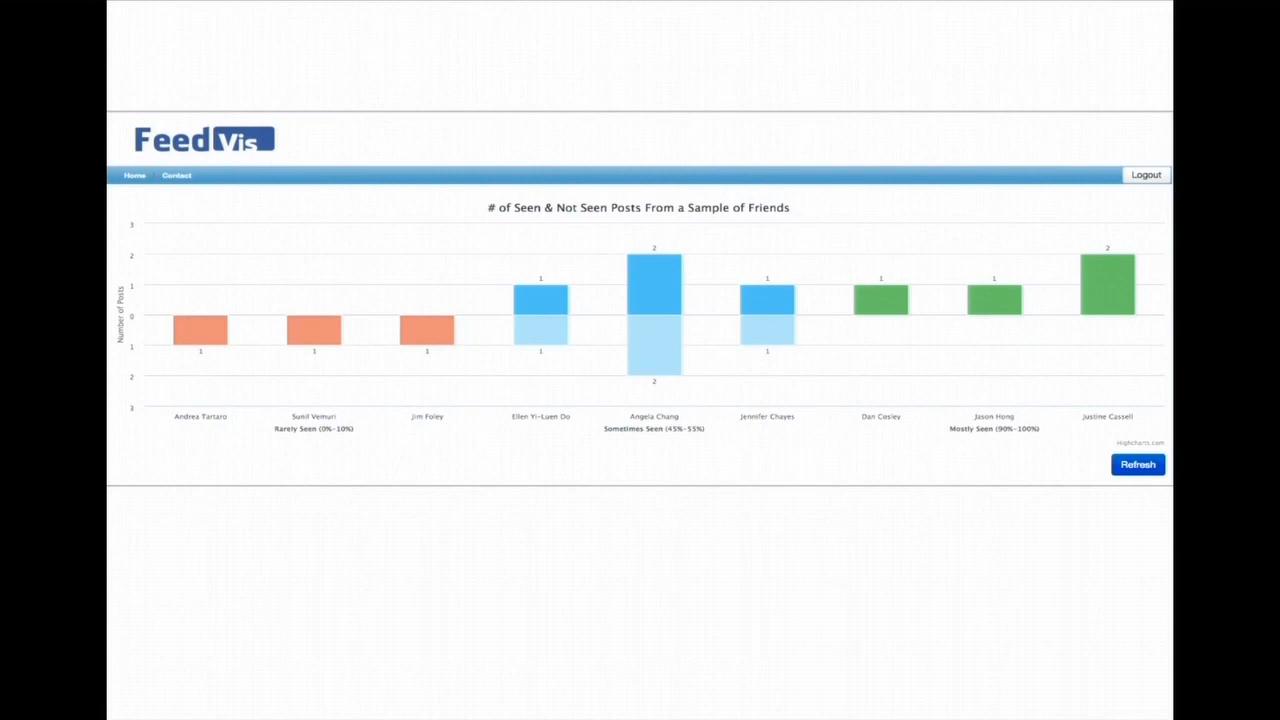 FeedVis
Home Contact Logout
# of Seen & Not Seen Posts From a Sample of Friends
Number of Posts
3
2
1
0
1
2
3
1 1 1 1 2 1 1 1 2
1 2 1
Andrea Tartaro Sunil Vemuri Jim Foley Ellen Yi-Luen Do Angela Chang Jennifer Chayes Dan Cosley Jason Hong Justine Cassell
Rarely Seen (0%-10%) Sometimes Seen (45%-55%) Mostly Seen (90%-100%)
Highcharts.com
Refresh